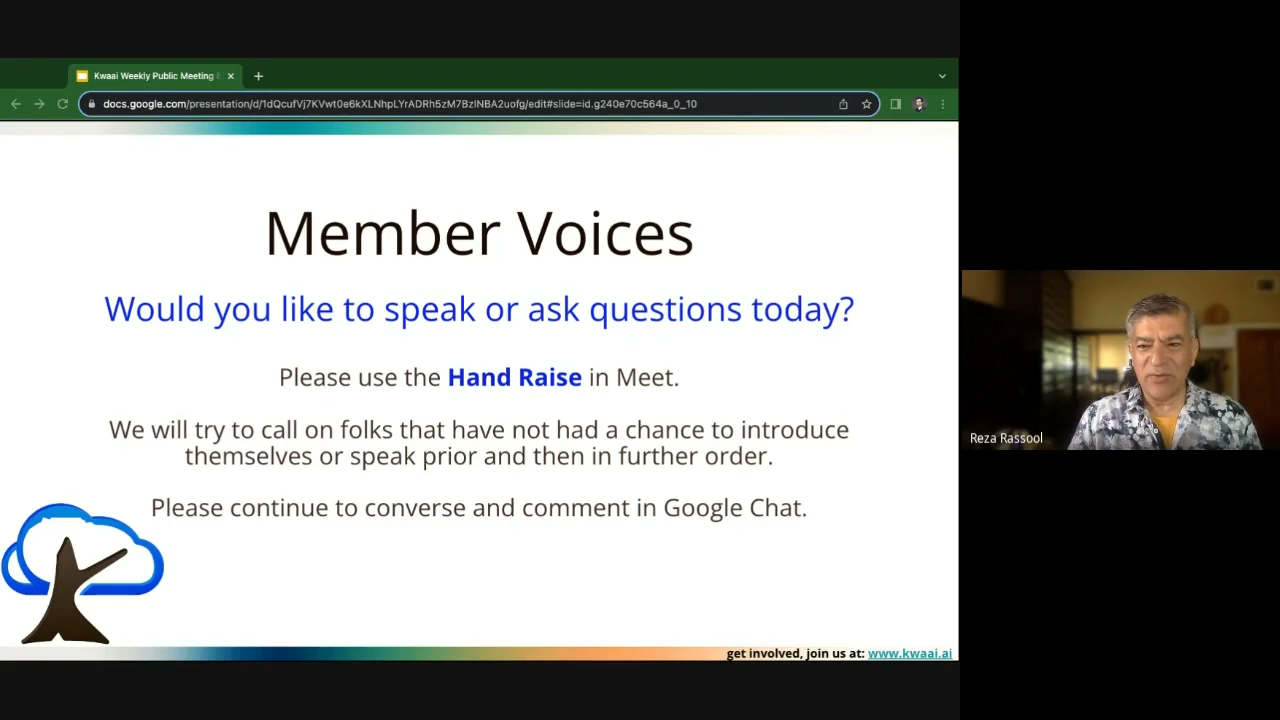 Kwaai Weekly Public Meeting
docs.google.com/presentation/d/1dQcufVj7KVwt0e6kXLNhpLYrADRh5zM7BzlNBA2uofg/edit#slide=id.g240e70c564a_0_10
Member Voices
Would you like to speak or ask questions today?
Please use the Hand Raise in Meet.
We will try to call on folks that have not had a chance to introduce
themselves or speak prior and then in further order.
Please continue to converse and comment in Google Chat.
get involved, join us at: www.kwaai.ai
Reza Rassool